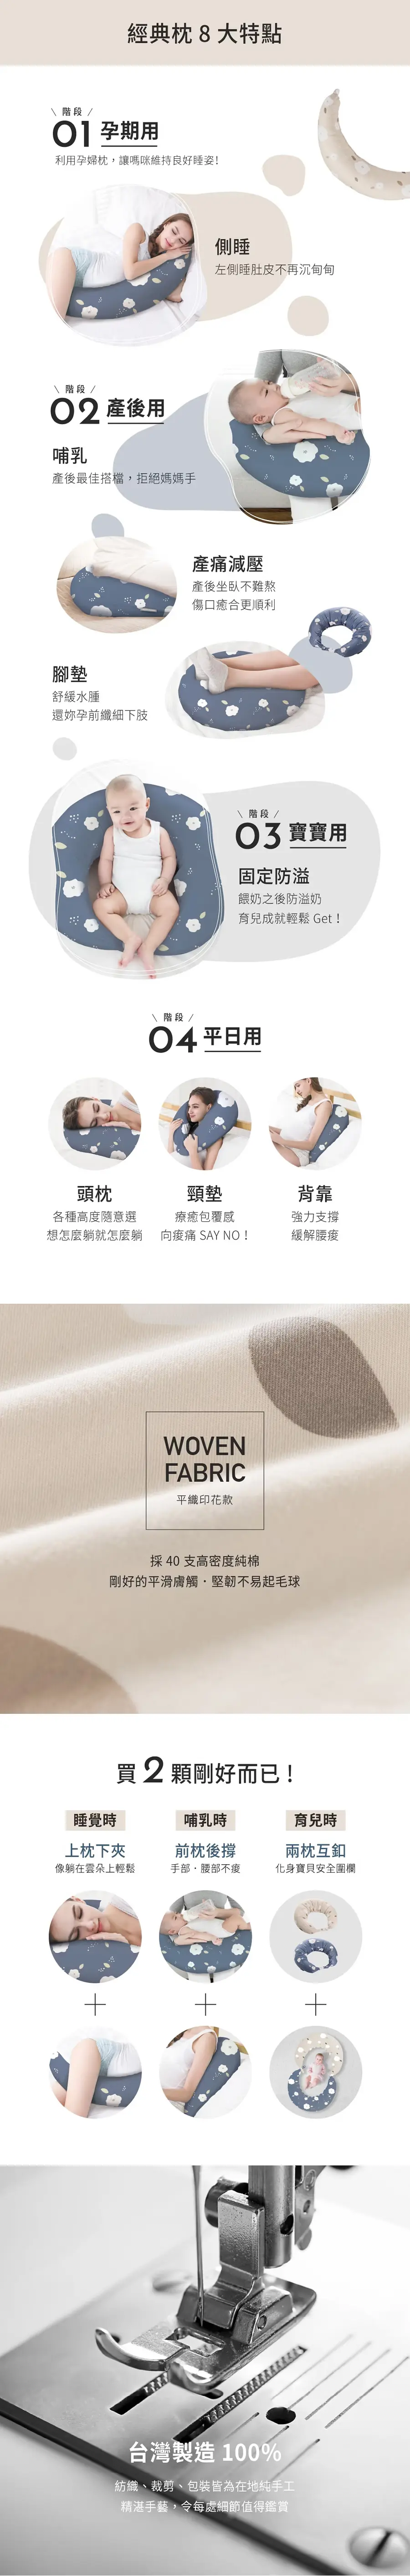 經典枕 8 大特點
\ 階段 /
01 孕期用
利用孕婦枕，讓嗎咪維持良好睡姿!
側睡
左側睡肚皮不再沉甸甸
\ 階段 /
02 產後用
哺乳
產後最佳搭檔，拒絕媽媽手
產痛減壓
產後坐臥不難熬
傷口癒合更順利
腳墊
舒緩水腫
還妳孕前纖細下肢
\ 階段 /
03 寶寶用
固定防溢
餵奶之後防溢奶
育兒成就輕鬆 Get！
\ 階段 /
04 平日用
頭枕
各種高度隨意選
想怎麼躺就怎麼躺
頸墊
療癒包覆感
向痠痛 SAY NO！
背靠
強力支撐
緩解腰痠
WOVEN
FABRIC
平織印花款
採 40 支高密度純棉
剛好的平滑膚觸・堅韌不易起毛球
買 2 顆剛好而已！
睡覺時
上枕下夾
像躺在雲朵上輕鬆
哺乳時
前枕後撐
手部・腰部不痠
育兒時
兩枕互釦
化身寶貝安全圍欄
台灣製造 100%
紡織、裁剪、包裝皆為在地純手工
精湛手藝，令每處細節值得鑑賞